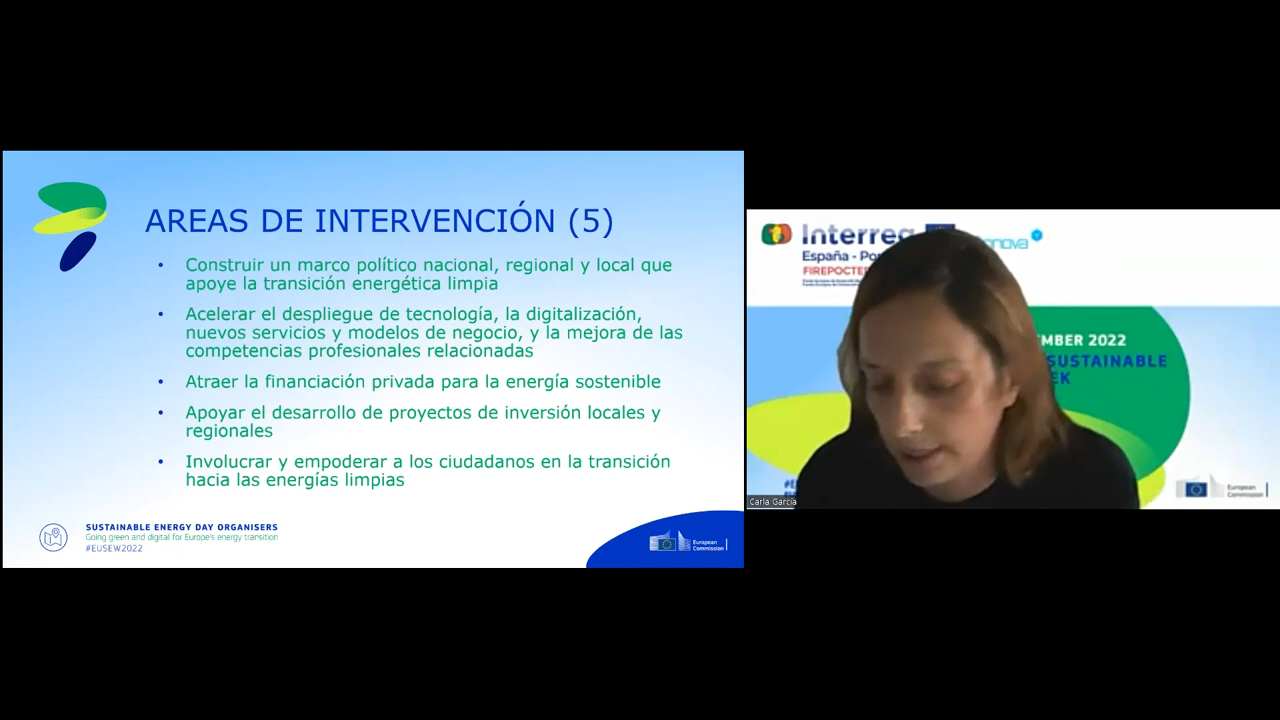 AREAS DE INTERVENCIÓN (5)
• Construir un marco político nacional, regional y local que
apoye la transición energética limpia
• Acelerar el despliegue de tecnología, la digitalización,
nuevos servicios y modelos de negocio, y la mejora de las
competencias profesionales relacionadas
• Atraer la financiación privada para la energía sostenible
• Apoyar el desarrollo de proyectos de inversión locales y
regionales
• Involucrar y empoderar a los ciudadanos en la transición
hacia las energías limpias
SUSTAINABLE ENERGY DAY ORGANISERS
Going green and digital for Europe's energy transition
#EUSEW2022
European
Commission
Interreg
España - Por
FIREPOCTE
nova
MBER 2022
SUSTAINABLE
EK
European
Commission
Carla García